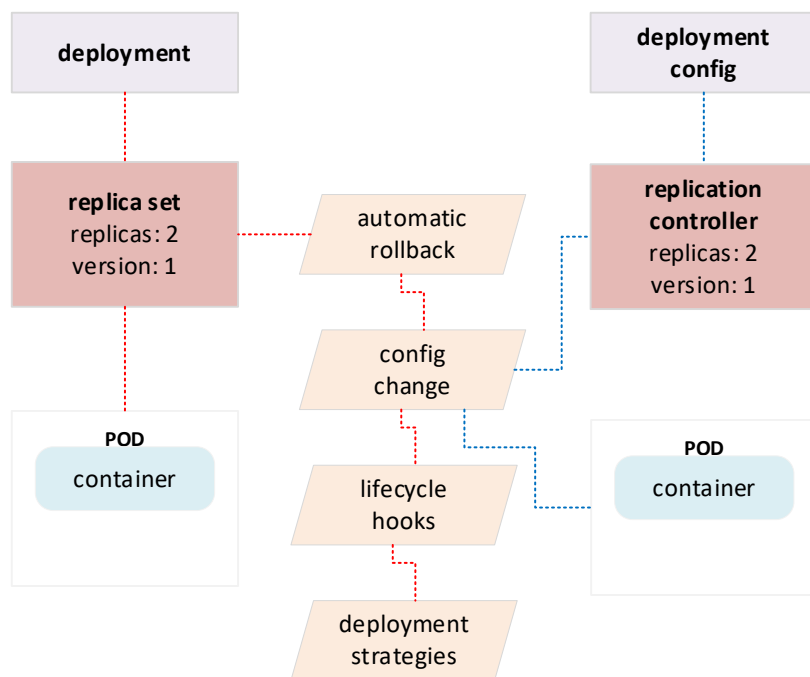 deployment
deployment
config
replica set
replicas: 2
version: 1
automatic
rollback
replication
controller
replicas: 2
version: 1
config
change
POD
container
POD
container
lifecycle
hooks
deployment
strategies